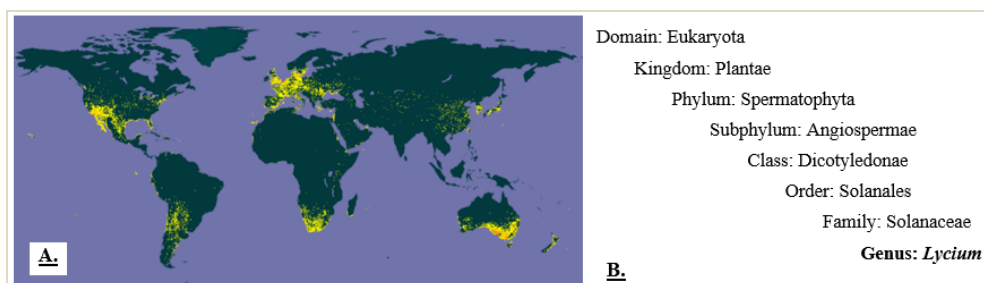 A.
Domain: Eukaryota
Kingdom: Plantae
Phylum: Spermatophyta
Subphylum: Angiospermae
Class: Dicotyledonae
Order: Solanales
Family: Solanaceae
Genus: Lycium
B.